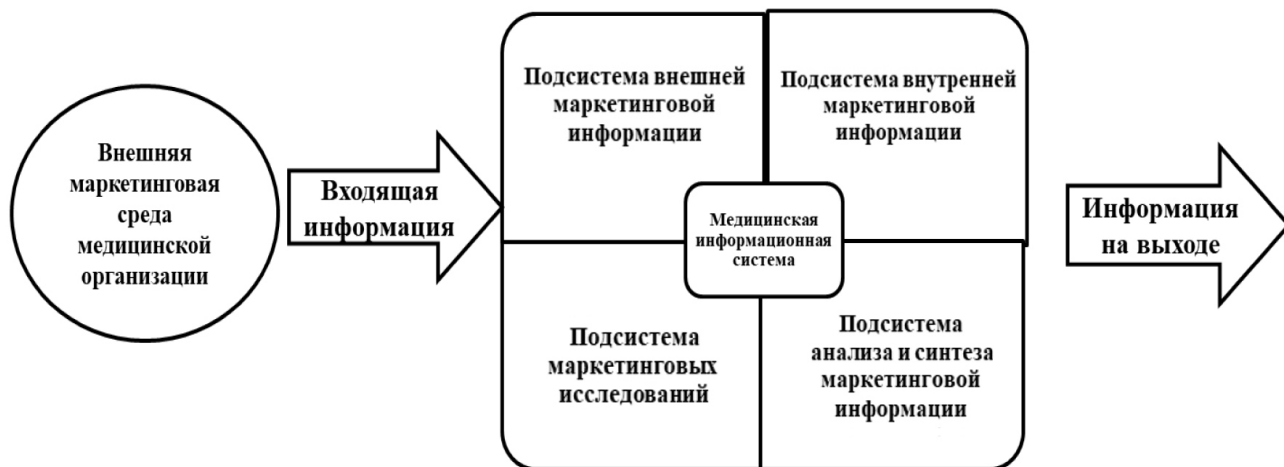 Внешняя
маркетинговая
среда
медицинской
организации
Входящая
информация
Подсистема внешней
маркетинговой
информации
Подсистема внутренней
маркетинговой
информации
Медицинская
информационная
система
Подсистема
маркетинговых
исследований
Подсистема
анализа и синтеза
маркетинговой
информации
Информация
на выходе